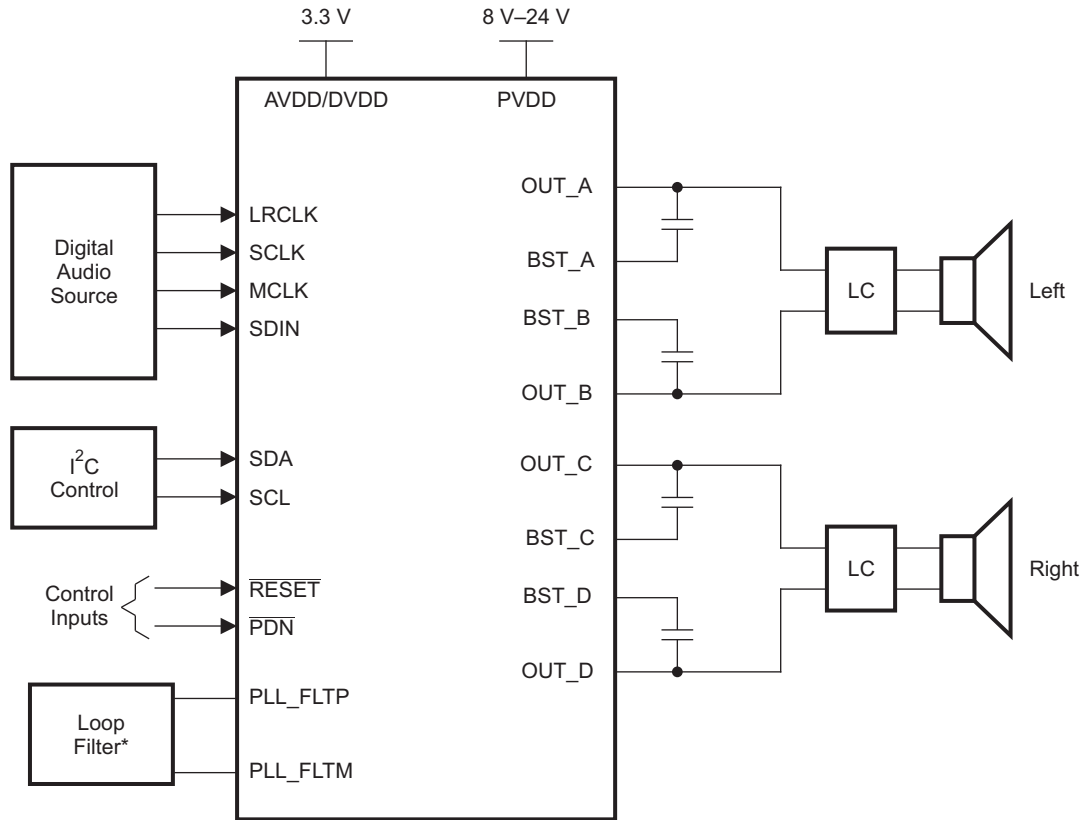 3.3 V
8 V–24 V
AVDD/DVDD
PVDD
Digital
Audio
Source
LRCLK
SCLK
MCLK
SDIN
I²C
Control
SDA
SCL
Control
Inputs
RESET
PDN
Loop
Filter*
PLL_FLTP
PLL_FLTM
OUT_A
BST_A
BST_B
OUT_B
LC
Left
OUT_C
BST_C
BST_D
OUT_D
LC
Right